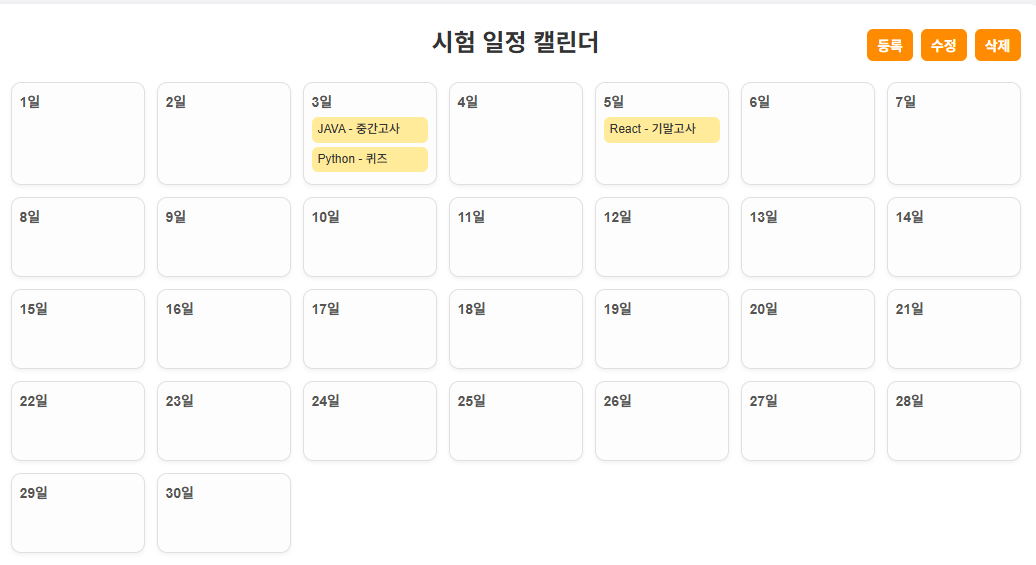 시험 일정 캘린더
등록 수정 삭제
1일 2일 3일 4일 5일 6일 7일
JAVA - 중간고사 React - 기말고사
Python - 퀴즈
8일 9일 10일 11일 12일 13일 14일
15일 16일 17일 18일 19일 20일 21일
22일 23일 24일 25일 26일 27일 28일
29일 30일